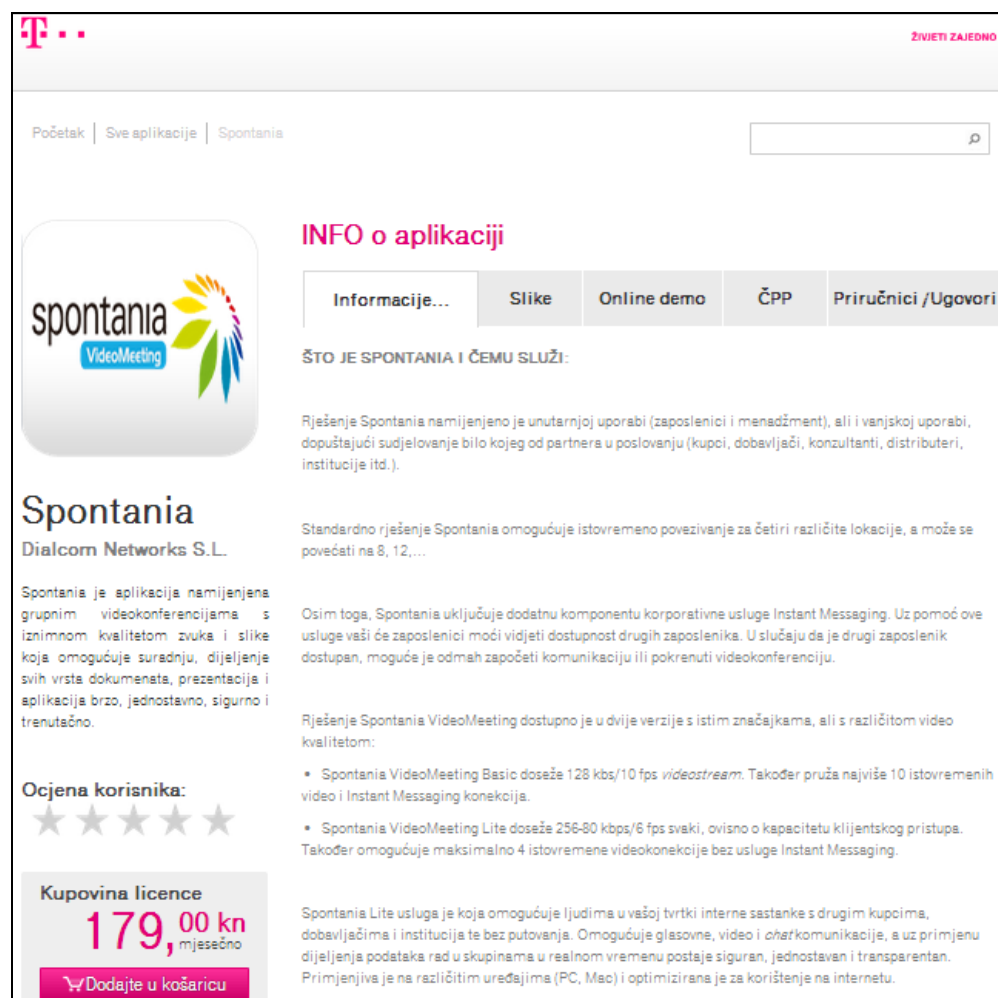 T
ŽIVJETI ZAJEDNO
Početak | Sve aplikacije | Spontania
INFO o aplikaciji
Informacije... Slike Online demo ČPP Priručnici /Ugovori
spontania
VideoMeeting
ŠTO JE SPONTANIA I ČEMU SLUŽI:
Rješenje Spontania namijenjeno je unutarnjoj uporabi (zaposlenici i menadžment), ali i vanjskoj uporabi,
dopuštajući sudjelovanje bilo kojeg od partnera u poslovanju (kupci, dobavljači, konzultanti, distributeri,
institucije itd.).
Spontania
Dialcom Networks S.L.
Standardno rješenje Spontania omogućuje istovremeno povezivanje za četiri različite lokacije, a može se
povećati na 8, 12,...
Spontania je aplikacija namijenjena
grupnim videokonferencijama s
iznimnom kvalitetom zvuka i slike
koja omogućuje suradnju, dijeljenje
svih vrsta dokumenata, prezentacija i
aplikacija brzo, jednostavno, sigurno i
trenutačno.
Osim toga, Spontania uključuje dodatnu komponentu korporativne usluge Instant Messaging. Uz pomoć ove
usluge vaši će zaposlenici moći vidjeti dostupnost drugih zaposlenika. U slučaju da je drugi zaposlenik
dostupan, moguće je odmah započeti komunikaciju ili pokrenuti videokonferenciju.
Rješenje Spontania VideoMeeting dostupno je u dvije verzije s istim značajkama, ali s različitom video
kvalitetom:
• Spontania VideoMeeting Basic doseže 128 kbs/10 fps videostream. Također pruža najviše 10 istovremenih
video i Instant Messaging konekcija.
• Spontania VideoMeeting Lite doseže 256-80 kbps/6 fps svaki, ovisno o kapacitetu klijentskog pristupa.
Također omogućuje maksimalno 4 istovremene videokonekcije bez usluge Instant Messaging.
Ocjena korisnika:
Kupovina licence
179,00 kn
mjesečno
Dodajte u košaricu
Spontania Lite usluga je koja omogućuje ljudima u vašoj tvrtki interne sastanke s drugim kupcima,
dobavljačima i institucija te bez putovanja. Omogućuje glasovne, video i chat komunikacije, a uz primjenu
dijeljenja podataka rad u skupinama u realnom vremenu postaje siguran, jednostavan i transparentan.
Primjenjiva je na različitim uređajima (PC, Mac) i optimizirana je za korištenje na internetu.